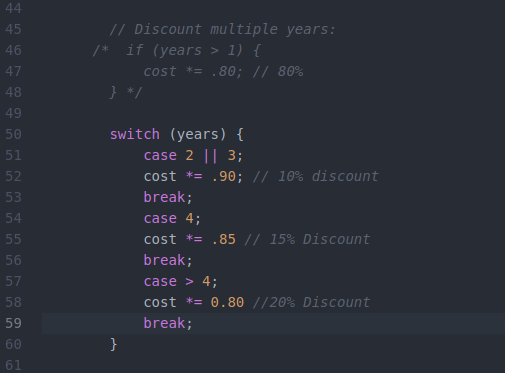 44
45 // Discount multiple years:
46 /*  if (years > 1) {
47 cost *= .80; // 80%
48 } */
49
50 switch (years) {
51 case 2 || 3;
52 cost *= .90; // 10% discount
53 break;
54 case 4;
55 cost *= .85 // 15% Discount
56 break;
57 case > 4;
58 cost *= 0.80 //20% Discount
59 break;
60 }
61